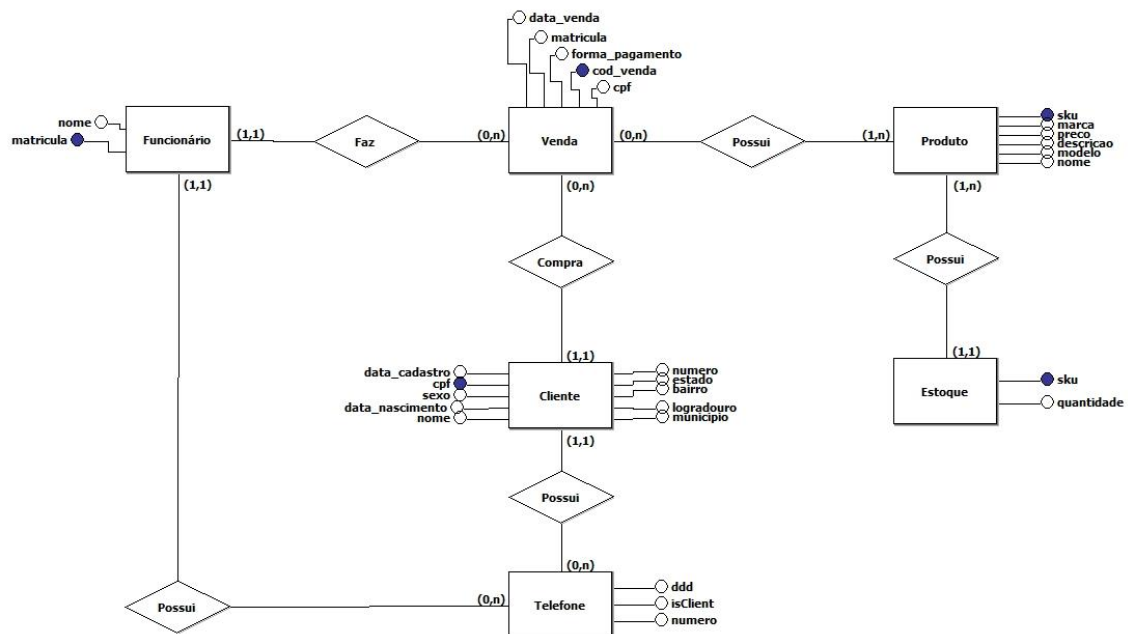 data_venda
matricula
forma_pagamento
cod_venda
cpf
nome
matricula
Funcionário
(1,1)
Faz
(0,n)
Venda
(0,n)
Possui
(1,n)
Produto
sku
marca
preco
descricao
modelo
nome
(1,1)
(0,n)
(1,n)
Compra
Possui
(1,1)
(1,1)
data_cadastro
cpf
sexo
data_nascimento
nome
Cliente
numero
estado
bairro
logradouro
municipio
Estoque
sku
quantidade
(1,1)
Possui
(0,n)
Possui
(0,n)
Telefone
ddd
isClient
numero